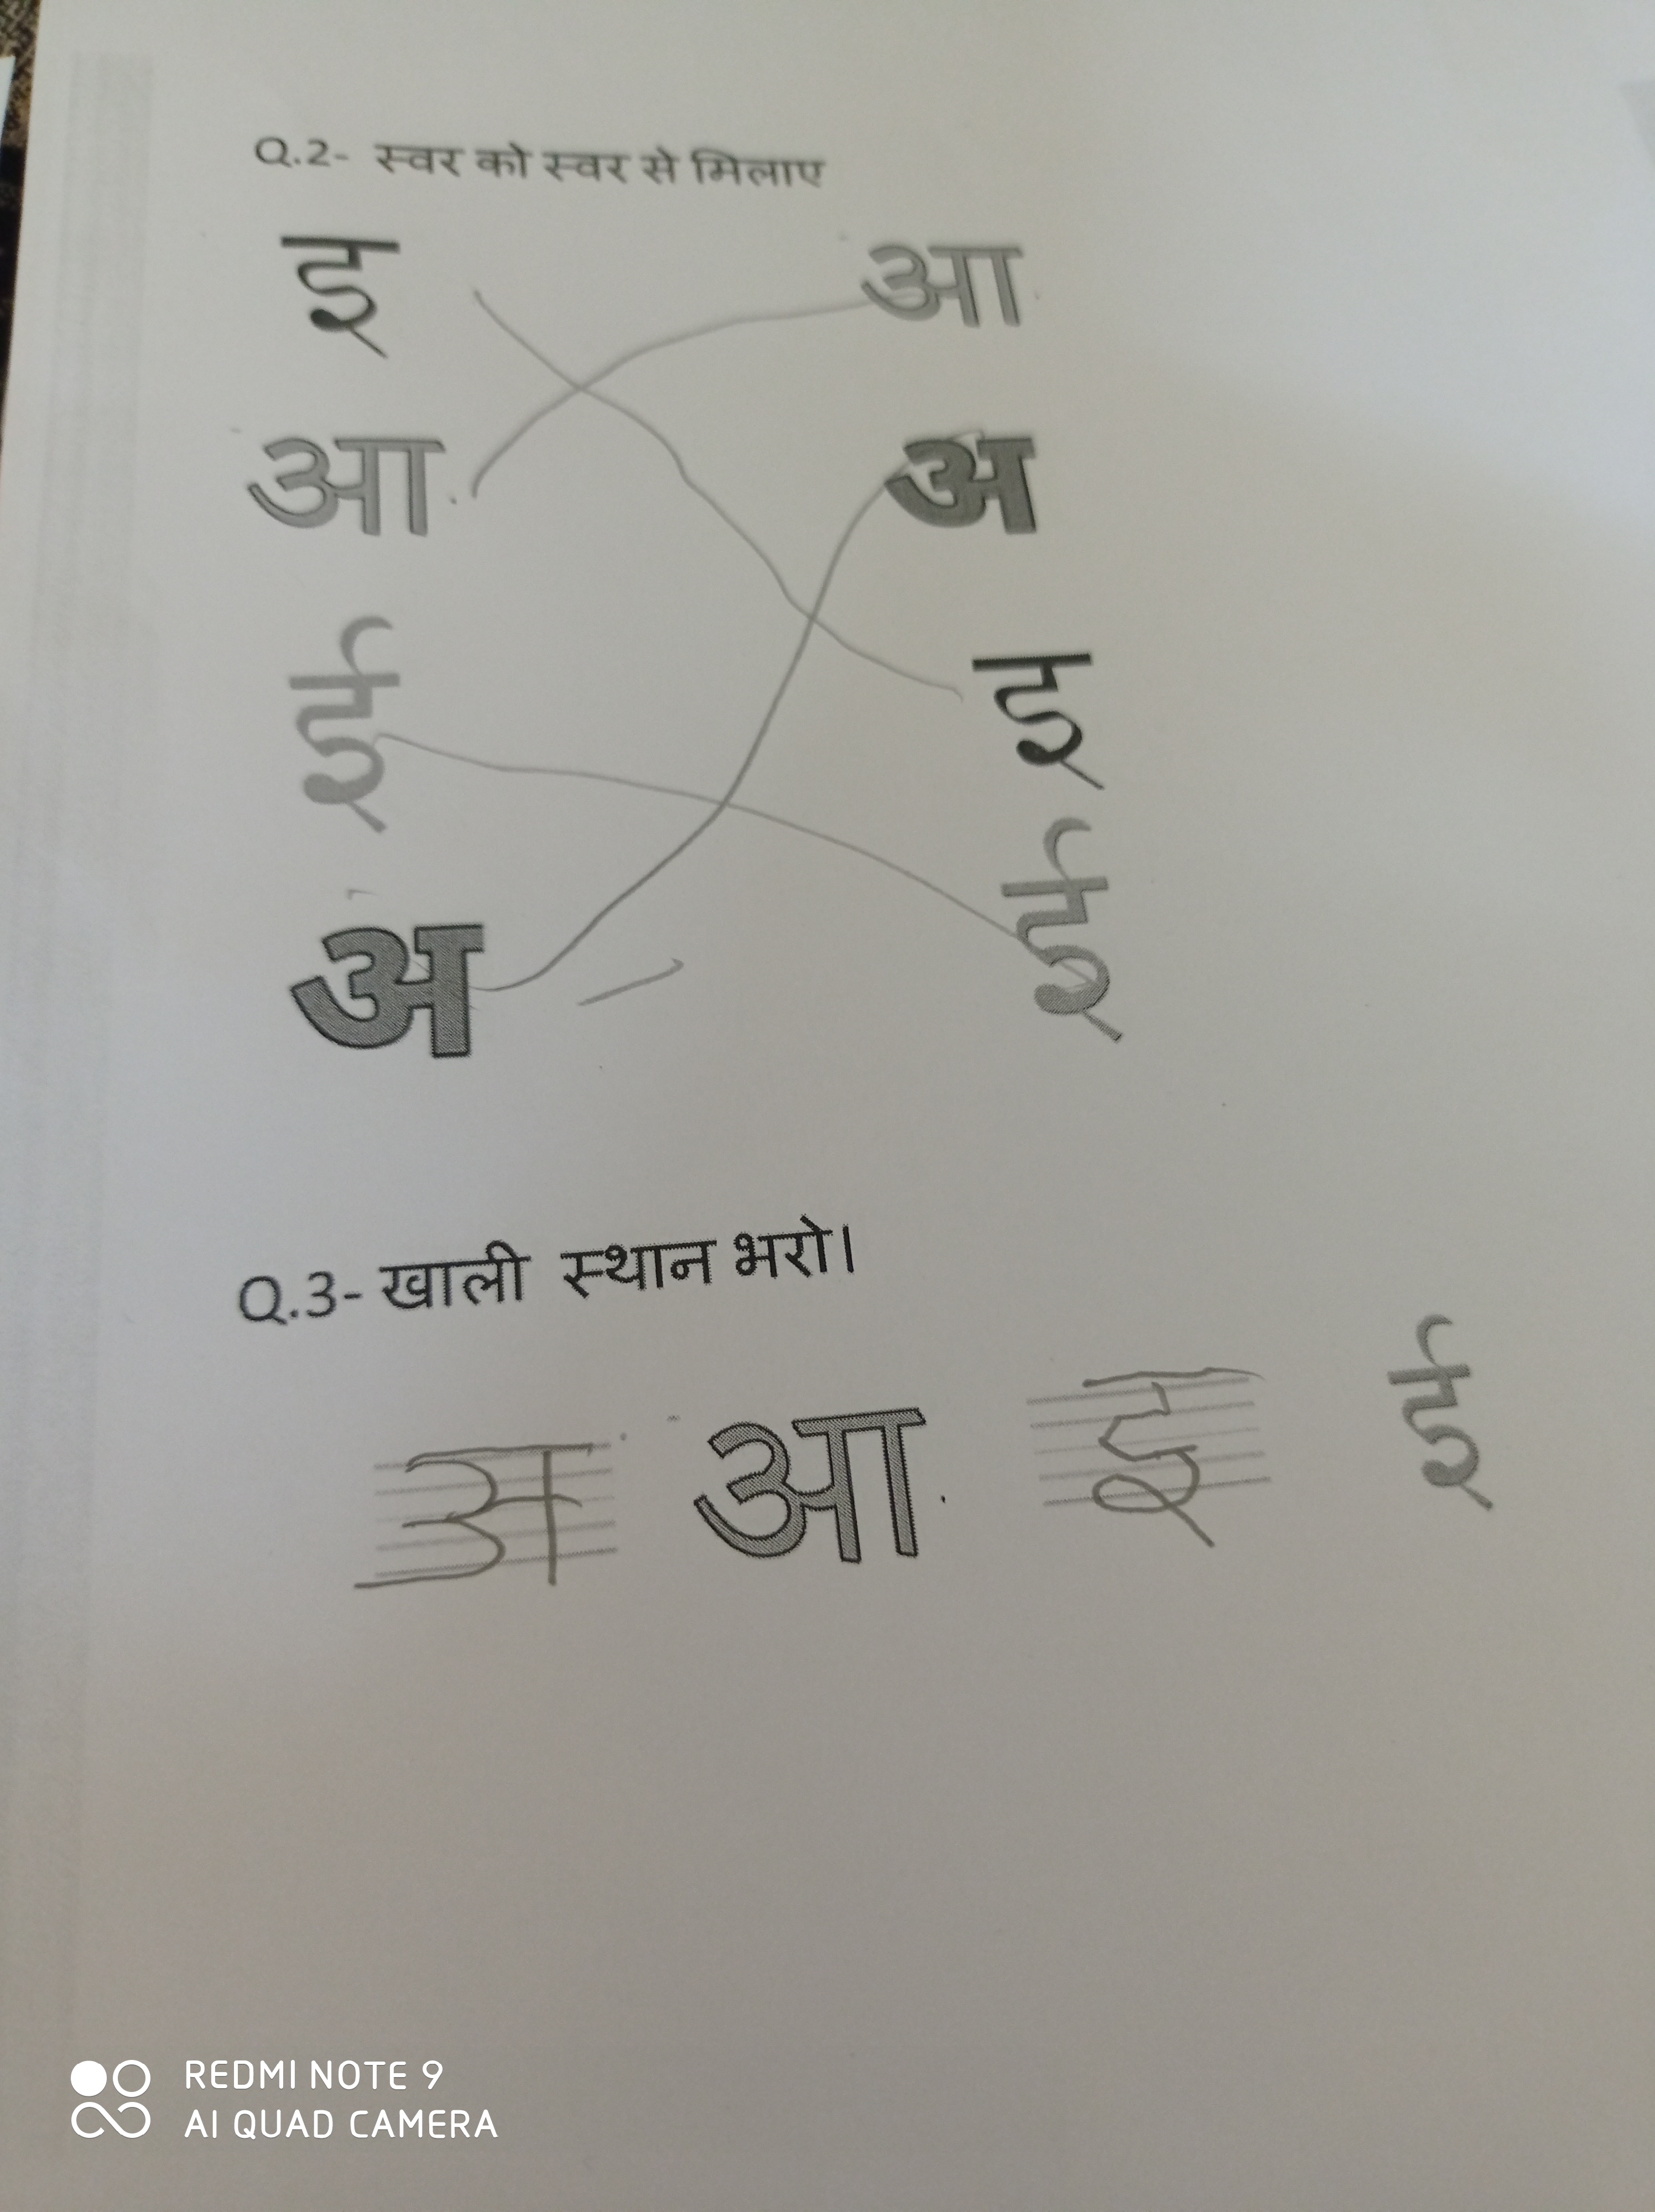 Q.2- स्वर को स्वर से मिलाए
इ आ
आ अ
ई इ
अ ई
Q.3- खाली स्थान भरो।
अ आ इ ई
REDMI NOTE 9
AI QUAD CAMERA